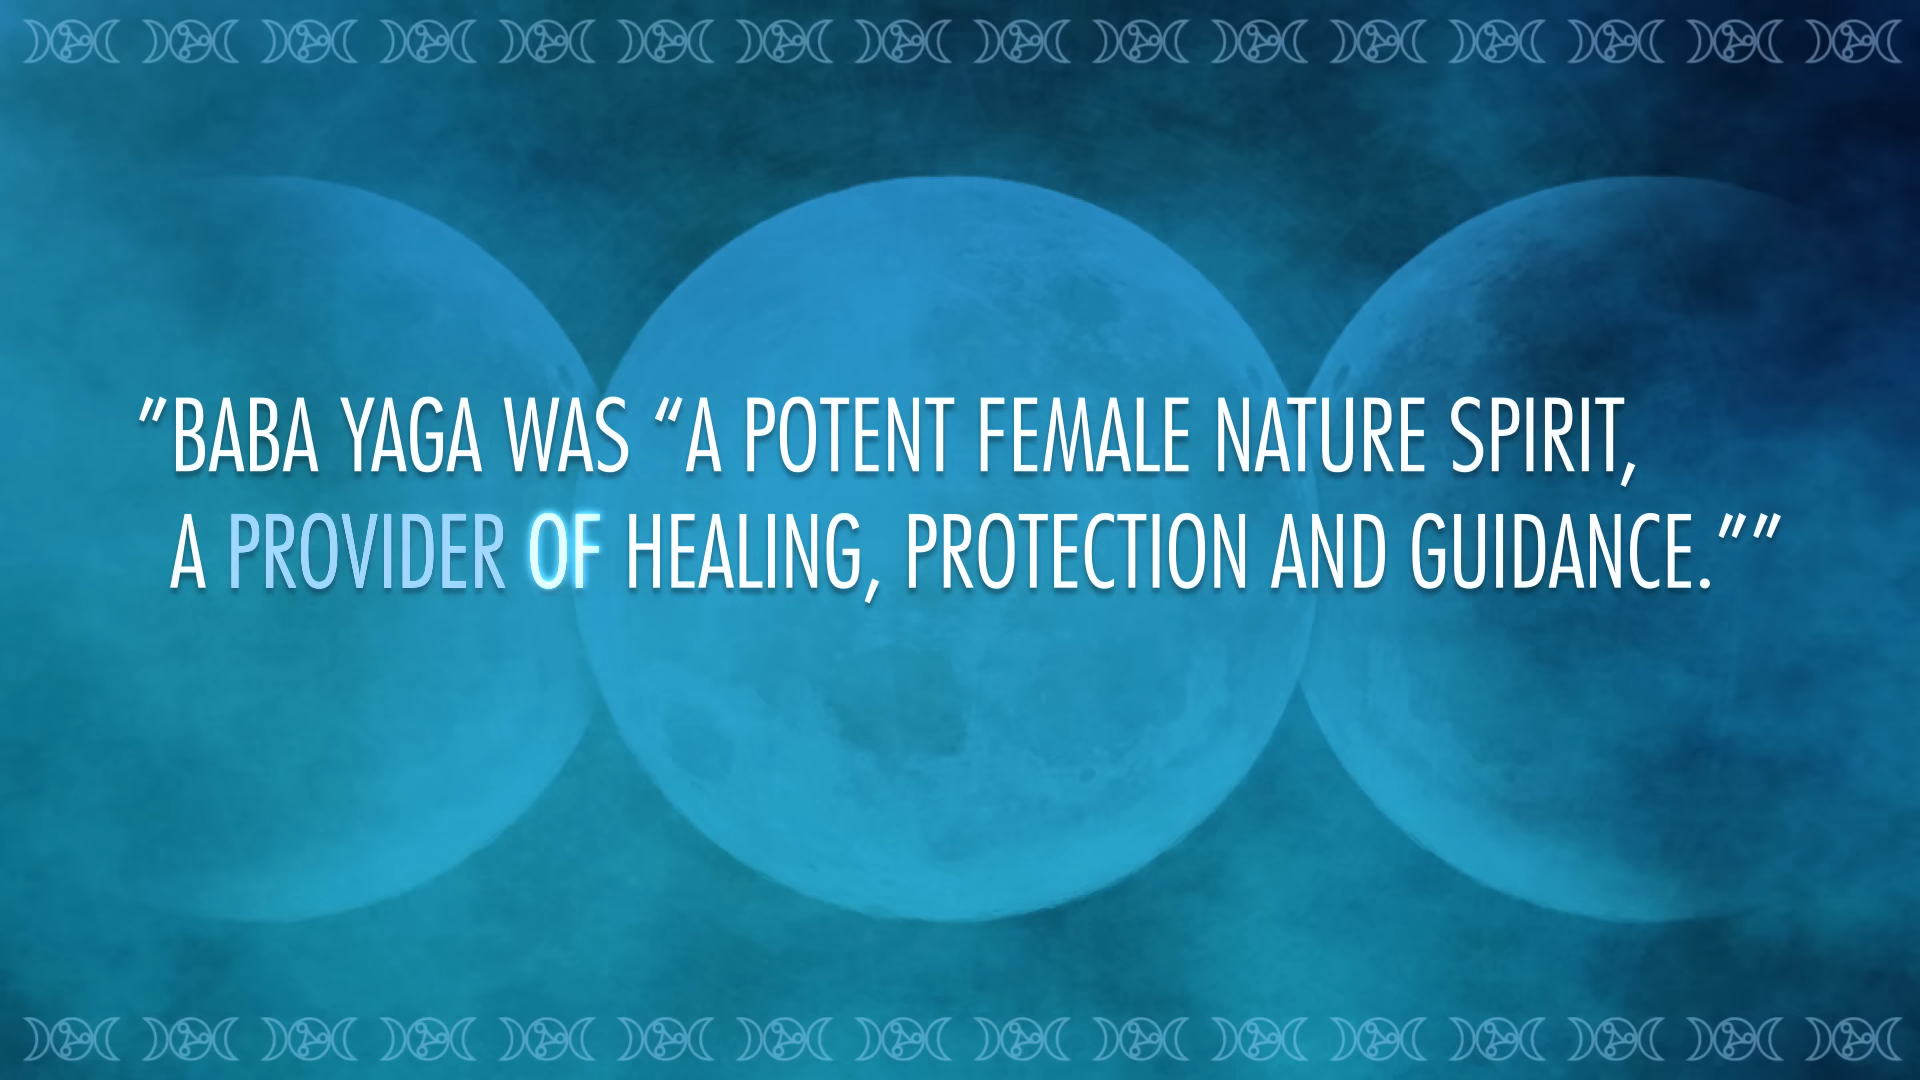 ”BABA YAGA WAS “A POTENT FEMALE NATURE SPIRIT,
A PROVIDER OF HEALING, PROTECTION AND GUIDANCE.””